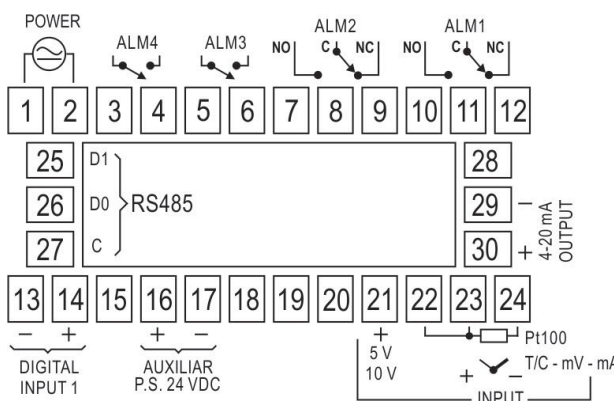 POWER
ALM4 ALM3 ALM2 ALM1
NO C NC NO C NC
1 2 3 4 5 6 7 8 9 10 11 12
25 D1 28
26 D0 RS485 29 −
27 C 30 +
4-20 mA
OUTPUT
13 14 15 16 17 18 19 20 21 22 23 24
− + + − +
DIGITAL
INPUT 1
AUXILIAR
P.S. 24 VDC
5 V
10 V
Pt100
+ − T/C - mV - mA
INPUT